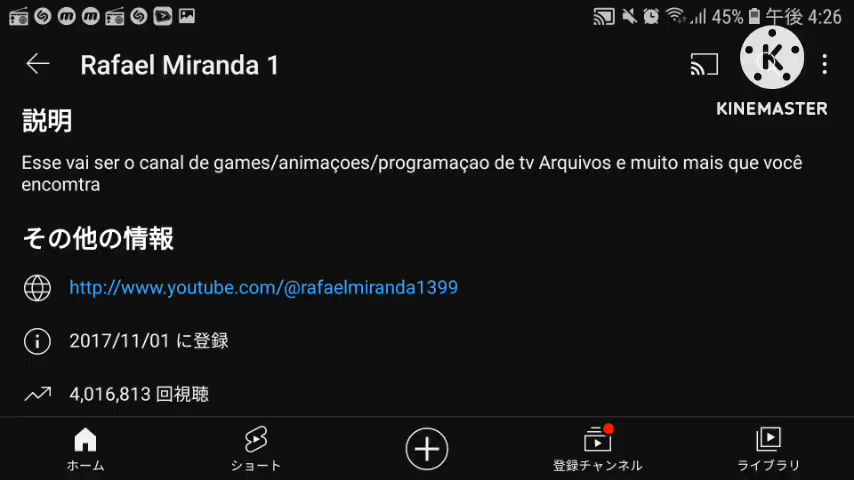 45% 午後 4:26
Rafael Miranda 1
K
KINEMASTER
説明
Esse vai ser o canal de games/animaçoes/programaçao de tv Arquivos e muito mais que você
encomtra
その他の情報
http://www.youtube.com/@rafaelmiranda1399
2017/11/01 に登録
4,016,813 回視聴
ホーム
ショート
登録チャンネル
ライブラリ